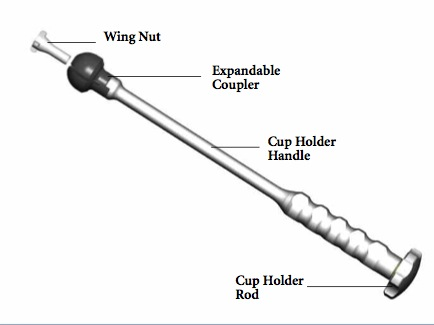 Wing Nut
Expandable
Coupler
Cup Holder
Handle
Cup Holder
Rod